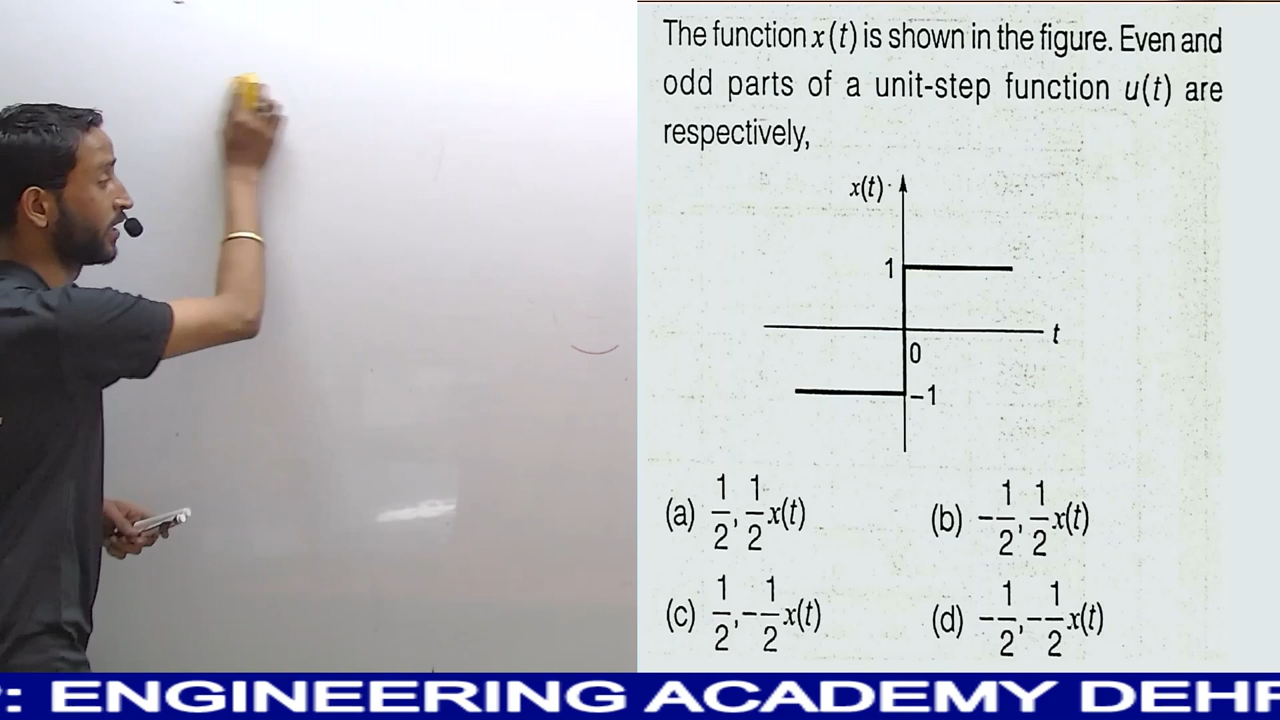 The function x(t) is shown in the figure. Even and
odd parts of a unit-step function u(t) are
respectively,
x(t)
1
t
0
–1
(a) 1/2, 1/2 x(t)
(b) –1/2, 1/2 x(t)
(c) 1/2, –1/2 x(t)
(d) –1/2, –1/2 x(t)
: ENGINEERING ACADEMY